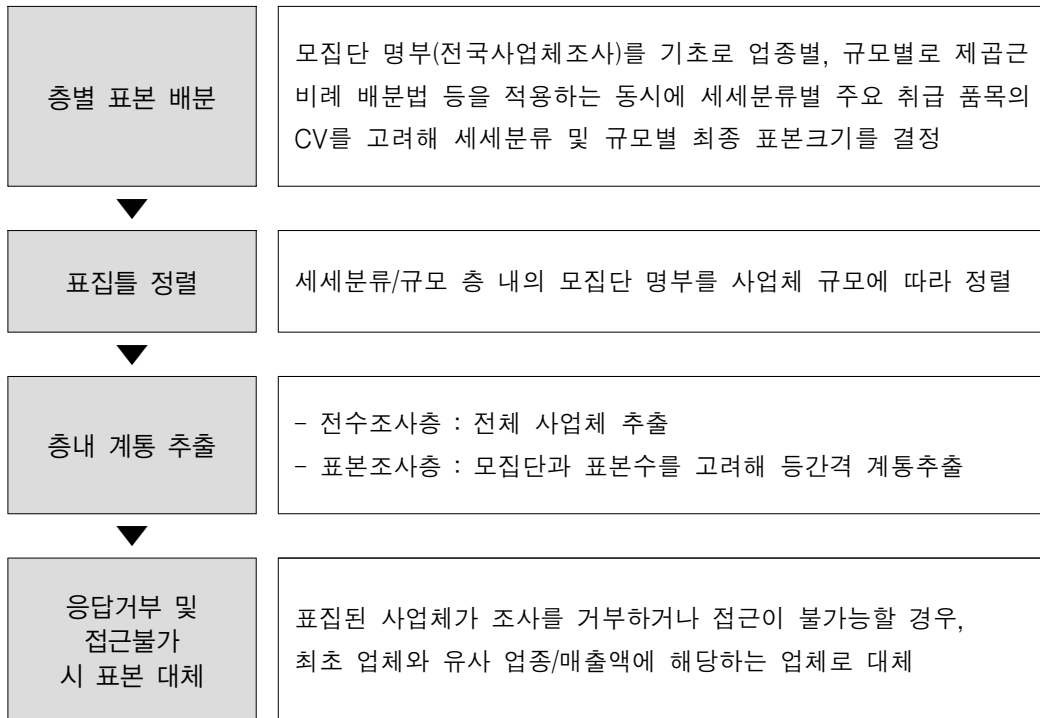 층별 표본 배분
모집단 명부(전국사업체조사)를 기초로 업종별, 규모별로 제곱근
비례 배분법 등을 적용하는 동시에 세세분류별 주요 취급 품목의
CV를 고려해 세세분류 및 규모별 최종 표본크기를 결정
표집틀 정렬
세세분류/규모 층 내의 모집단 명부를 사업체 규모에 따라 정렬
층내 계통 추출
- 전수조사층 : 전체 사업체 추출
- 표본조사층 : 모집단과 표본수를 고려해 등간격 계통추출
응답거부 및
접근불가
시 표본 대체
표집된 사업체가 조사를 거부하거나 접근이 불가능할 경우,
최초 업체와 유사 업종/매출액에 해당하는 업체로 대체